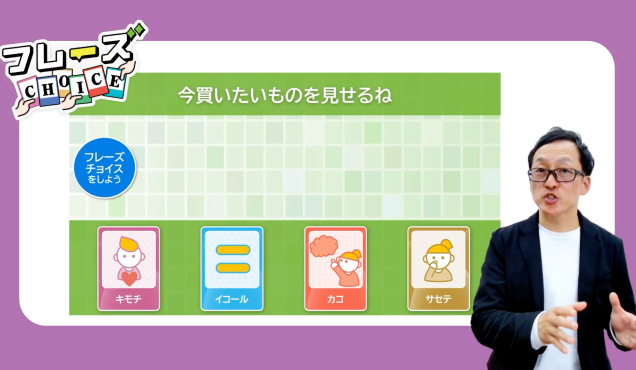 フレーズ
CHOICE
今買いたいものを見せるね
フレーズ
チョイス
をしよう
キモチ
イコール
カコ
サセテ